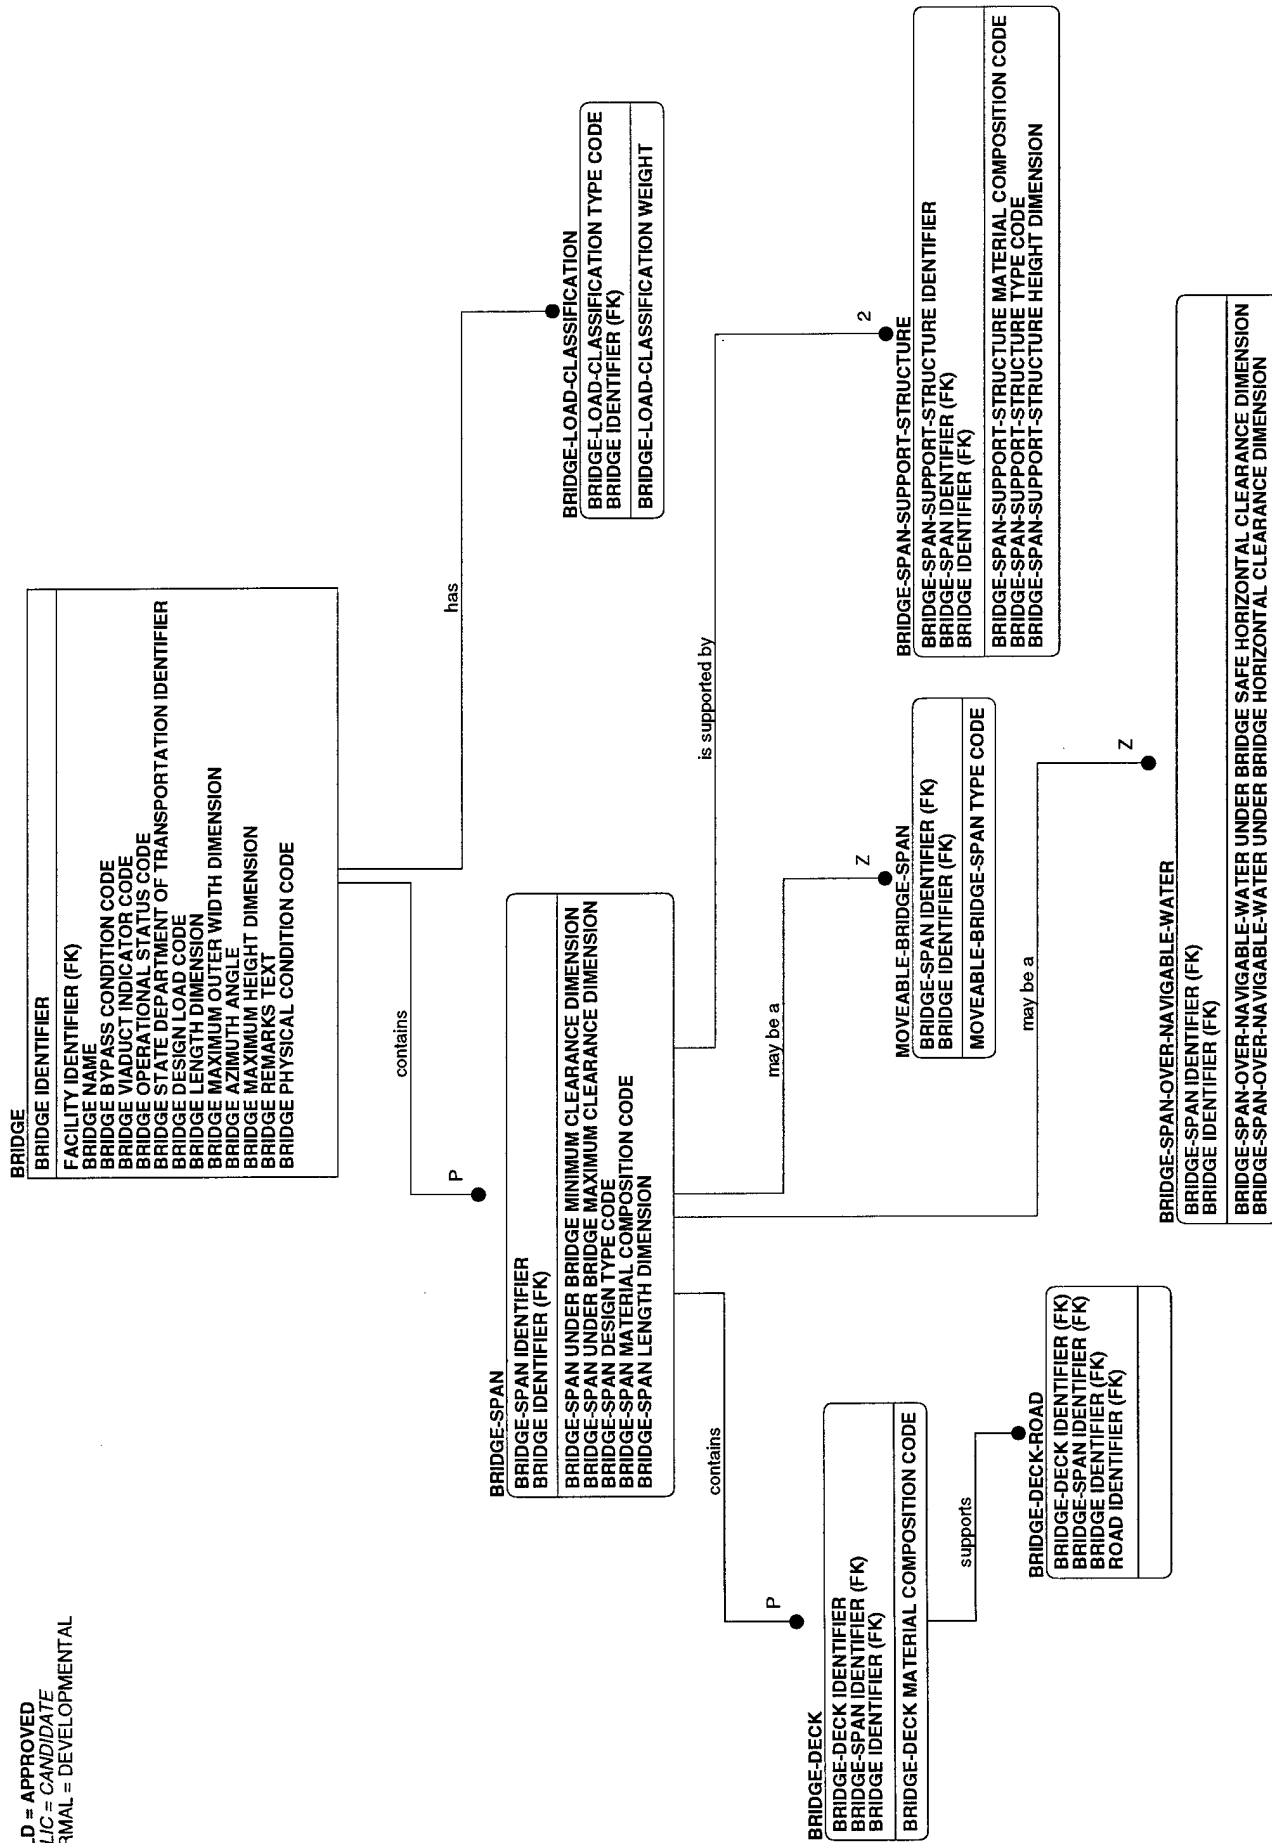 LD = APPROVED
LIC = CANDIDATE
RMAL = DEVELOPMENTAL
BRIDGE
BRIDGE IDENTIFIER
FACILITY IDENTIFIER (FK)
BRIDGE NAME
BRIDGE BYPASS CONDITION CODE
BRIDGE VIADUCT INDICATOR CODE
BRIDGE OPERATIONAL STATUS CODE
BRIDGE STATE DEPARTMENT OF TRANSPORTATION IDENTIFIER
BRIDGE DESIGN LOAD CODE
BRIDGE LENGTH DIMENSION
BRIDGE MAXIMUM OUTER WIDTH DIMENSION
BRIDGE AZIMUTH ANGLE
BRIDGE MAXIMUM HEIGHT DIMENSION
BRIDGE REMARKS TEXT
BRIDGE PHYSICAL CONDITION CODE
contains
P
has
BRIDGE-SPAN
BRIDGE-SPAN IDENTIFIER
BRIDGE IDENTIFIER (FK)
BRIDGE-SPAN UNDER BRIDGE MINIMUM CLEARANCE DIMENSION
BRIDGE-SPAN UNDER BRIDGE MAXIMUM CLEARANCE DIMENSION
BRIDGE-SPAN DESIGN TYPE CODE
BRIDGE-SPAN MATERIAL COMPOSITION CODE
BRIDGE-SPAN LENGTH DIMENSION
BRIDGE-LOAD-CLASSIFICATION
BRIDGE-LOAD-CLASSIFICATION TYPE CODE
BRIDGE IDENTIFIER (FK)
BRIDGE-LOAD-CLASSIFICATION WEIGHT
contains
P
may be a
Z
is supported by
2
may be a
Z
BRIDGE-DECK
BRIDGE-DECK IDENTIFIER
BRIDGE-SPAN IDENTIFIER (FK)
BRIDGE IDENTIFIER (FK)
BRIDGE-DECK MATERIAL COMPOSITION CODE
supports
MOVEABLE-BRIDGE-SPAN
BRIDGE-SPAN IDENTIFIER (FK)
BRIDGE IDENTIFIER (FK)
MOVEABLE-BRIDGE-SPAN TYPE CODE
BRIDGE-SPAN-SUPPORT-STRUCTURE
BRIDGE-SPAN-SUPPORT-STRUCTURE IDENTIFIER
BRIDGE-SPAN IDENTIFIER (FK)
BRIDGE IDENTIFIER (FK)
BRIDGE-SPAN-SUPPORT-STRUCTURE MATERIAL COMPOSITION CODE
BRIDGE-SPAN-SUPPORT-STRUCTURE TYPE CODE
BRIDGE-SPAN-SUPPORT-STRUCTURE HEIGHT DIMENSION
BRIDGE-DECK-ROAD
BRIDGE-DECK IDENTIFIER (FK)
BRIDGE-SPAN IDENTIFIER (FK)
BRIDGE IDENTIFIER (FK)
ROAD IDENTIFIER (FK)
BRIDGE-SPAN-OVER-NAVIGABLE-WATER
BRIDGE-SPAN IDENTIFIER (FK)
BRIDGE IDENTIFIER (FK)
BRIDGE-SPAN-OVER-NAVIGABLE-WATER UNDER BRIDGE SAFE HORIZONTAL CLEARANCE DIMENSION
BRIDGE-SPAN-OVER-NAVIGABLE-WATER UNDER BRIDGE HORIZONTAL CLEARANCE DIMENSION